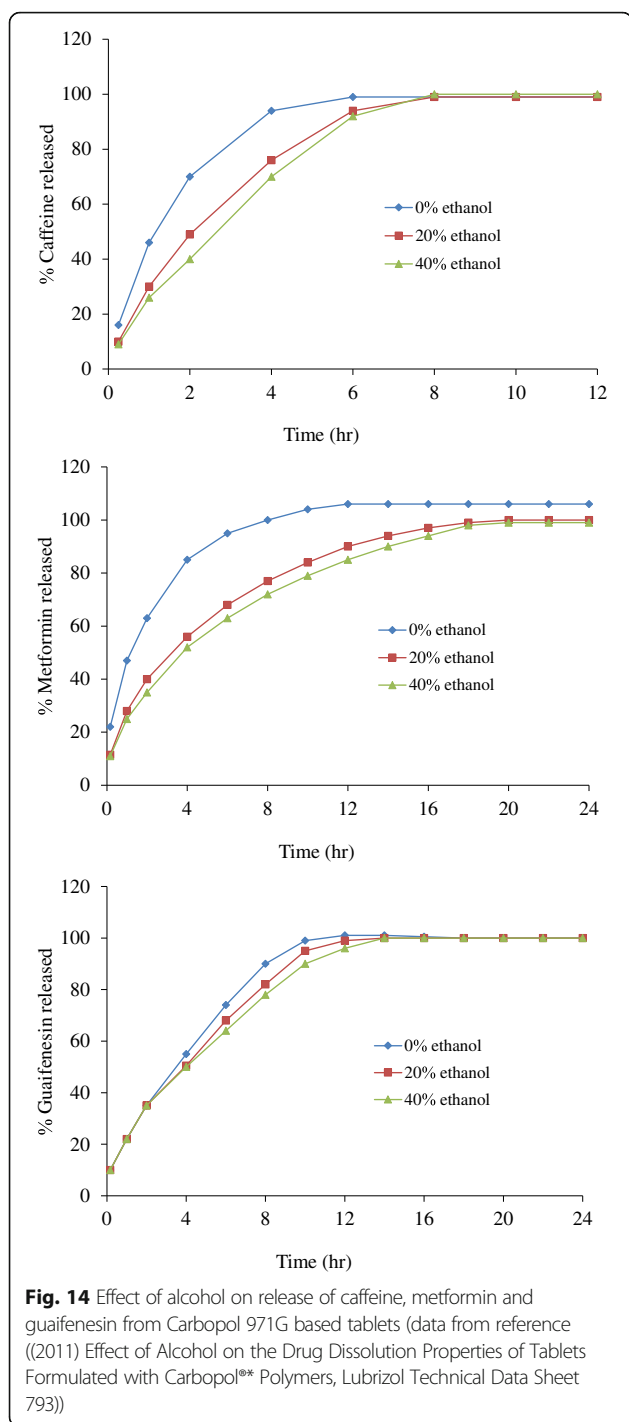 120
100
80
60
40
20
0
% Caffeine released
0% ethanol
20% ethanol
40% ethanol
0 2 4 6 8 10 12
Time (hr)
120
100
80
60
40
20
0
% Metformin released
0% ethanol
20% ethanol
40% ethanol
0 4 8 12 16 20 24
Time (hr)
120
100
80
60
40
20
0
% Guaifenesin released
0% ethanol
20% ethanol
40% ethanol
0 4 8 12 16 20 24
Time (hr)
Fig. 14 Effect of alcohol on release of caffeine, metformin and
guaifenesin from Carbopol 971G based tablets (data from reference
((2011) Effect of Alcohol on the Drug Dissolution Properties of Tablets
Formulated with Carbopol®* Polymers, Lubrizol Technical Data Sheet
793))